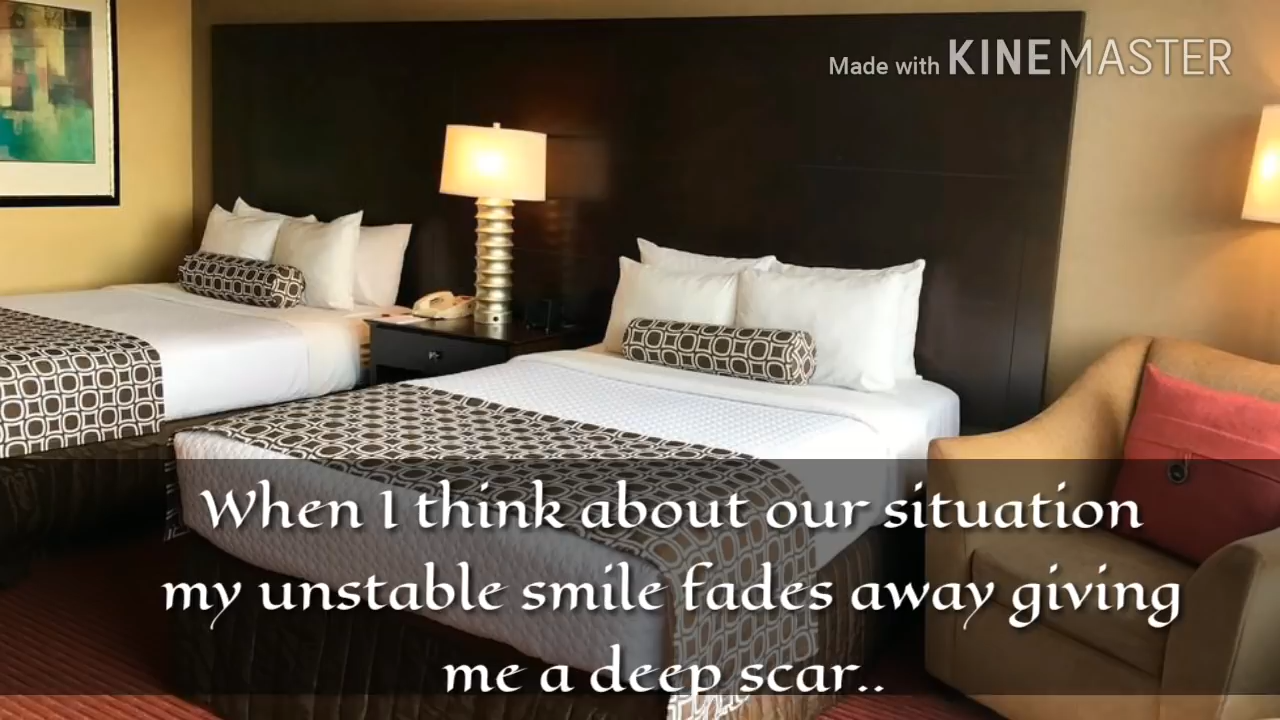 Made with KINEMASTER
When I think about our situation
my unstable smile fades away giving
me a deep scar..